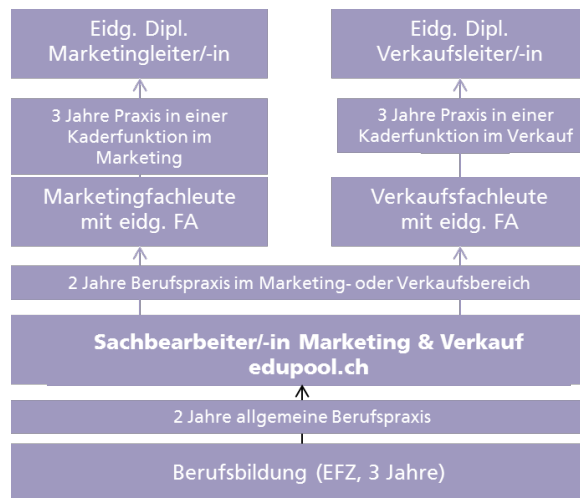 Eidg. Dipl.
Marketingleiter/-in
Eidg. Dipl.
Verkaufsleiter/-in
3 Jahre Praxis in einer
Kaderfunktion im
Marketing
3 Jahre Praxis in einer
Kaderfunktion im Verkauf
Marketingfachleute
mit eidg. FA
Verkaufsfachleute
mit eidg. FA
2 Jahre Berufspraxis im Marketing- oder Verkaufsbereich
Sachbearbeiter/-in Marketing & Verkauf
edupool.ch
2 Jahre allgemeine Berufspraxis
Berufsbildung (EFZ, 3 Jahre)